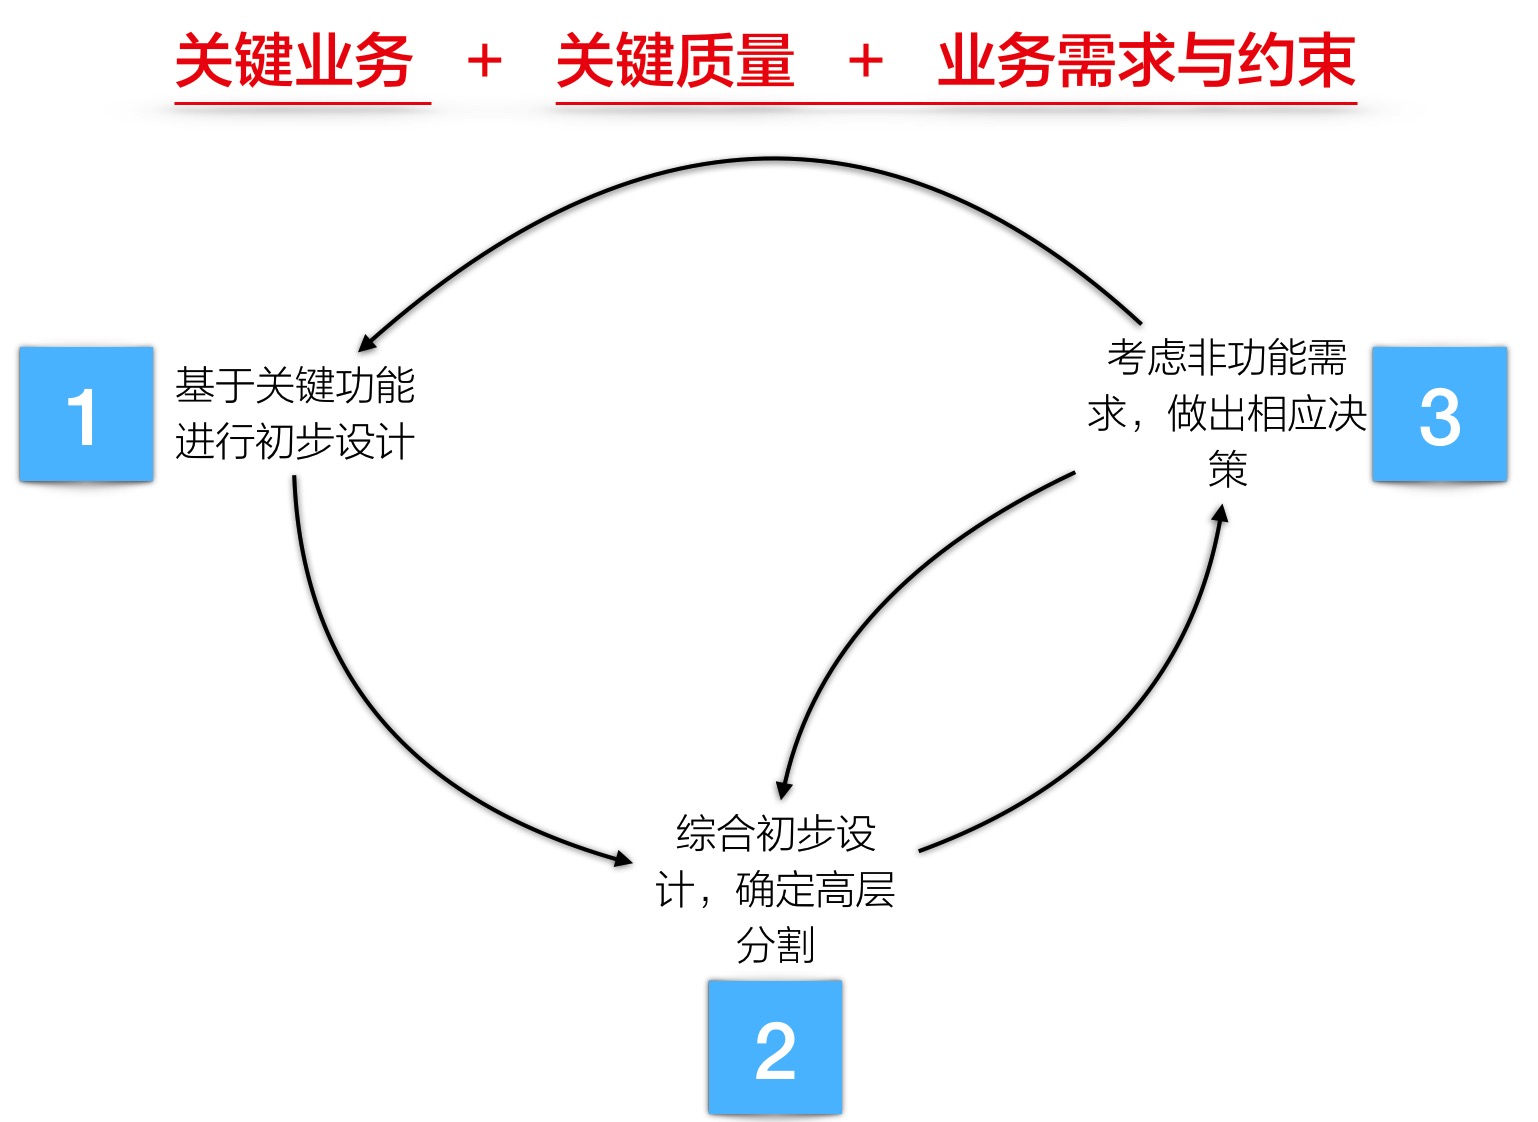 关键业务 + 关键质量 + 业务需求与约束
1
基于关键功能
进行初步设计
考虑非功能需
求，做出相应决
策
3
综合初步设
计，确定高层
分割
2